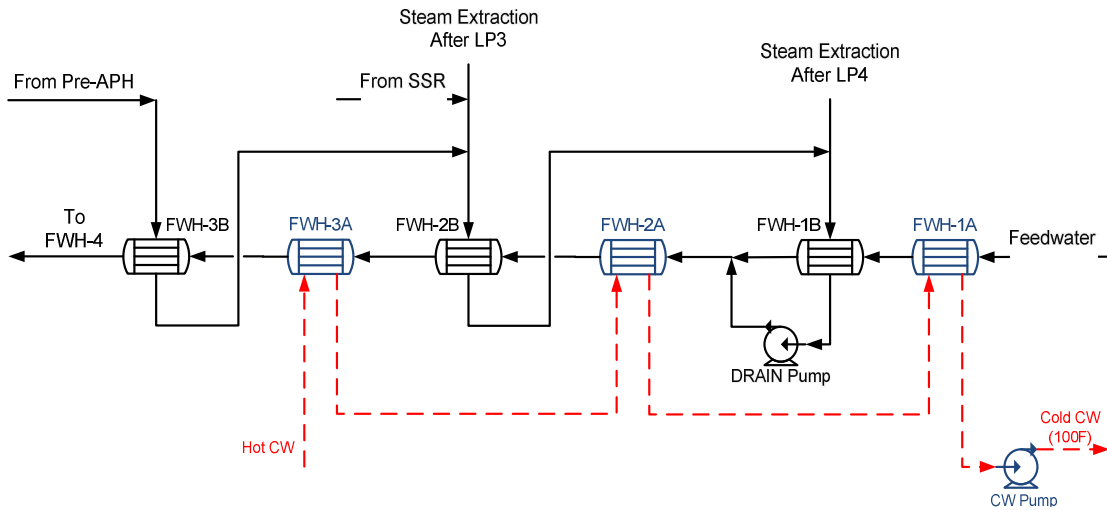 Steam Extraction
After LP3
Steam Extraction
After LP4
From Pre-APH
From SSR
To
FWH-4
FWH-3B
FWH-3A
FWH-2B
FWH-2A
FWH-1B
FWH-1A
Feedwater
DRAIN Pump
Hot CW
Cold CW
(100F)
CW Pump